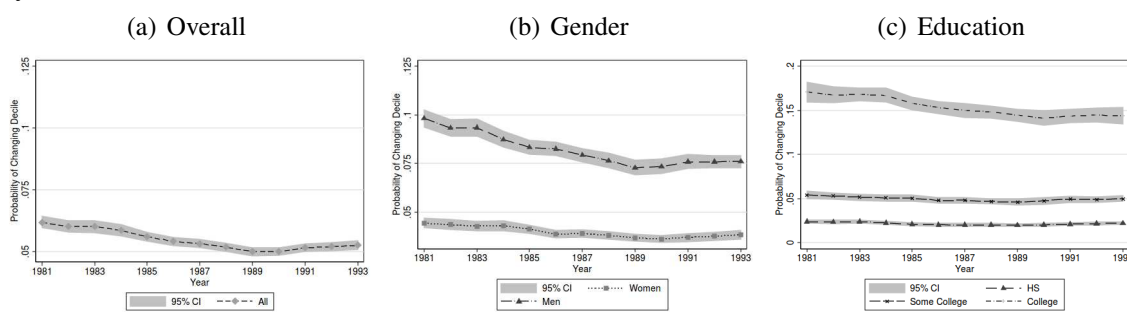 (a) Overall
(b) Gender
(c) Education
Probability of Changing Decile
.05 .075 .1 .125
1981 1983 1985 1987 1989 1991 1993
Year
95% CI All
Probability of Changing Decile
.05 .075 .1 .125
1981 1983 1985 1987 1989 1991 1993
Year
95% CI Women
Men
Probability of Changing Decile
0 .05 .1 .15 .2
1981 1983 1985 1987 1989 1991 199
Year
95% CI HS
Some College College